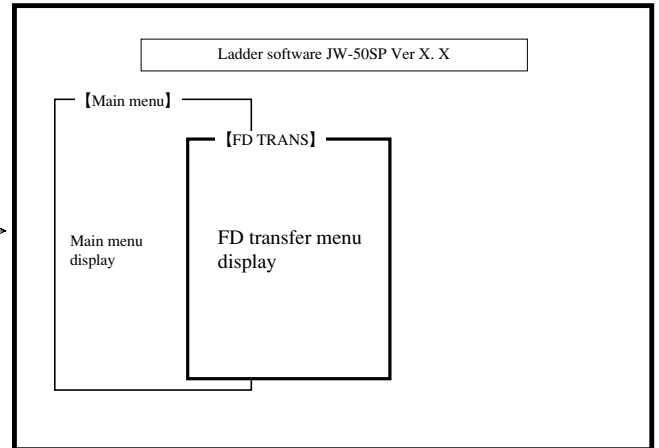 Ladder software JW-50SP Ver X. X
【Main menu】
【FD TRANS】
Main menu
display
FD transfer menu
display